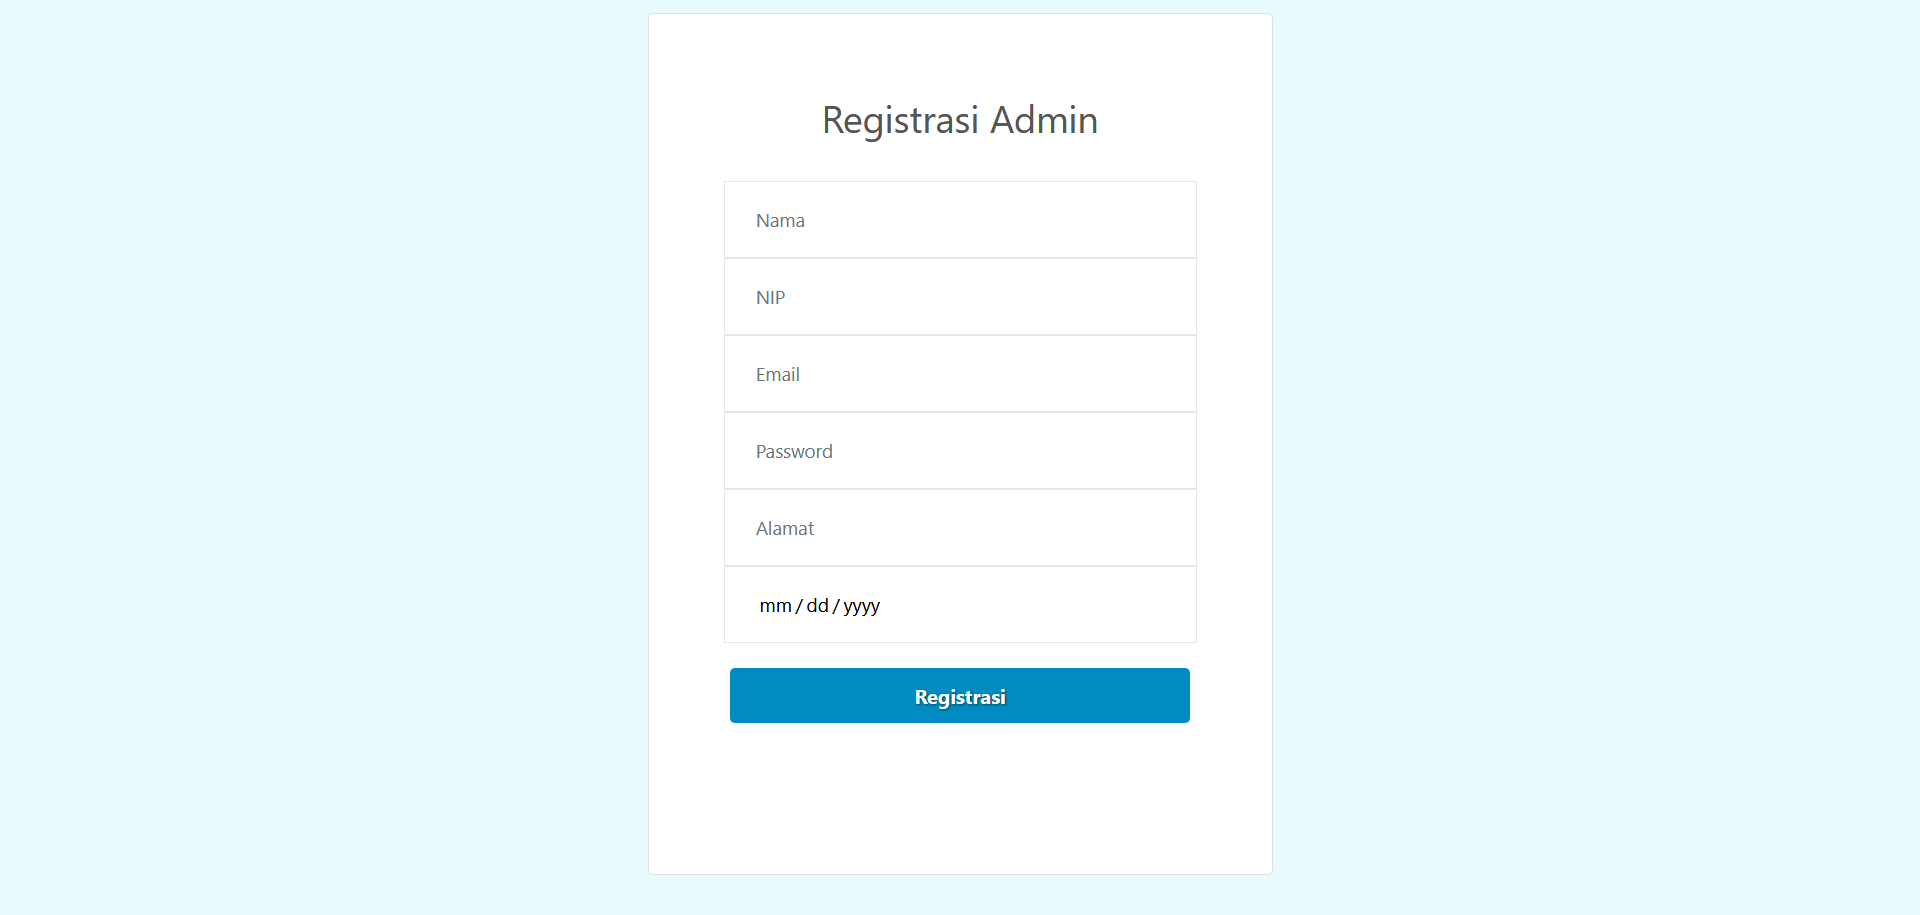 Registrasi Admin
Nama
NIP
Email
Password
Alamat
mm/dd/yyyy
Registrasi